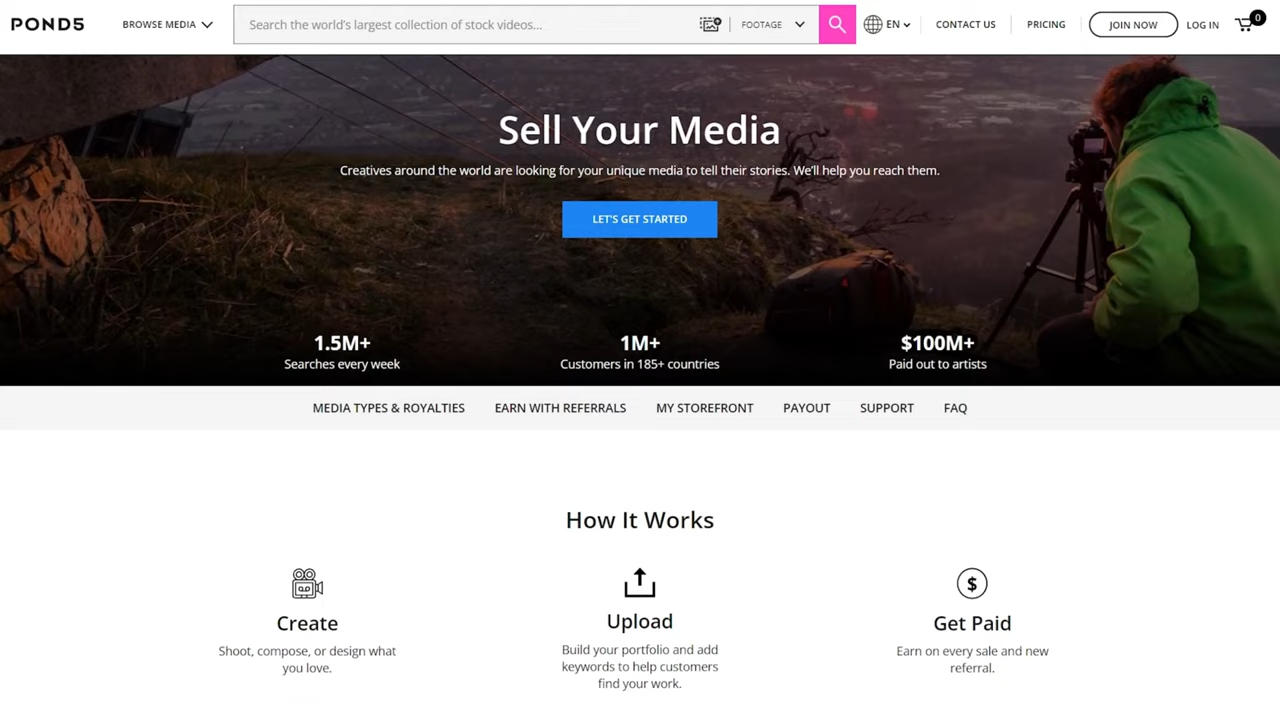 POND5
BROWSE MEDIA
Search the world's largest collection of stock videos...
FOOTAGE
EN
CONTACT US
PRICING
JOIN NOW
LOG IN
0
Sell Your Media
Creatives around the world are looking for your unique media to tell their stories. We'll help you reach them.
LET'S GET STARTED
1.5M+
Searches every week
1M+
Customers in 185+ countries
$100M+
Paid out to artists
MEDIA TYPES & ROYALTIES
EARN WITH REFERRALS
MY STOREFRONT
PAYOUT
SUPPORT
FAQ
How It Works
Create
Shoot, compose, or design what
you love.
Upload
Build your portfolio and add
keywords to help customers
find your work.
$
Get Paid
Earn on every sale and new
referral.